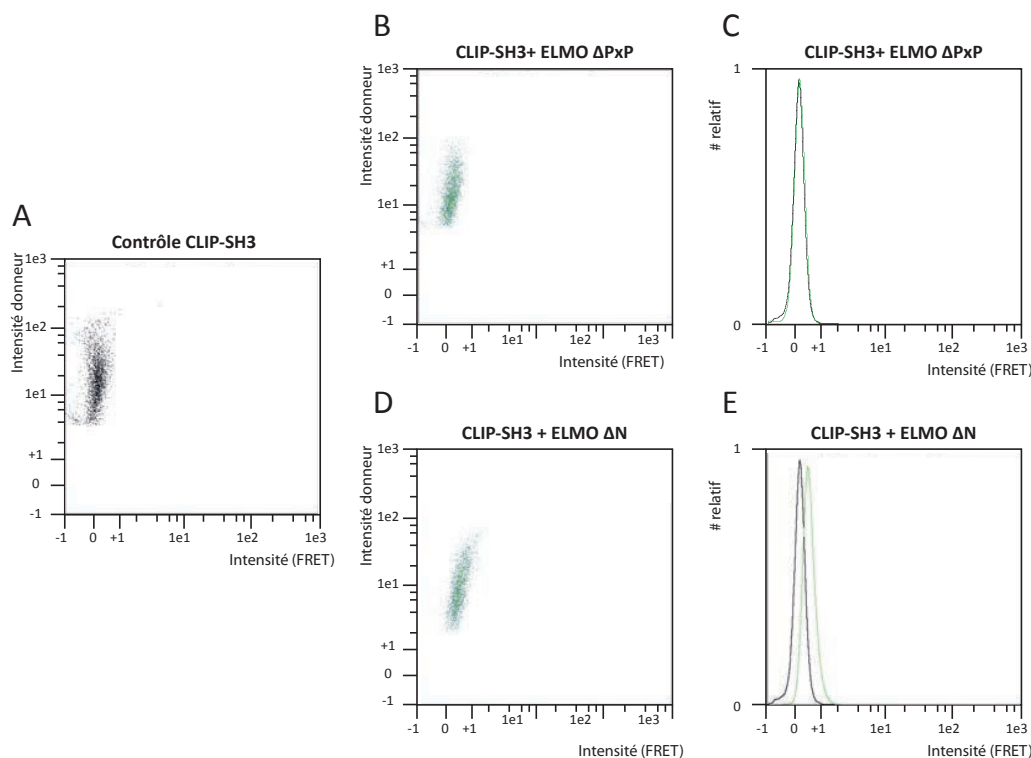 A
Contrôle CLIP-SH3
Intensité donneur
1e3
1e2
1e1
+1
0
-1
-1 0 +1 1e1 1e2 1e3
Intensité (FRET)
B
CLIP-SH3+ ELMO ΔPxP
Intensité donneur
1e3
1e2
1e1
+1
0
-1
-1 0 +1 1e1 1e1 1e3
Intensité (FRET)
C
CLIP-SH3+ ELMO ΔPxP
# relatif
1
0
-1 0 +1 1e1 1e2 1e3
Intensité (FRET)
D
CLIP-SH3 + ELMO ΔN
Intensité donneur
1e3
1e2
1e1
+1
0
-1
-1 0 +1 1e1 1e1 1e3
Intensité (FRET)
E
CLIP-SH3 + ELMO ΔN
# relatif
1
0
-1 0 +1 1e1 1e2 1e3
Intensité (FRET)